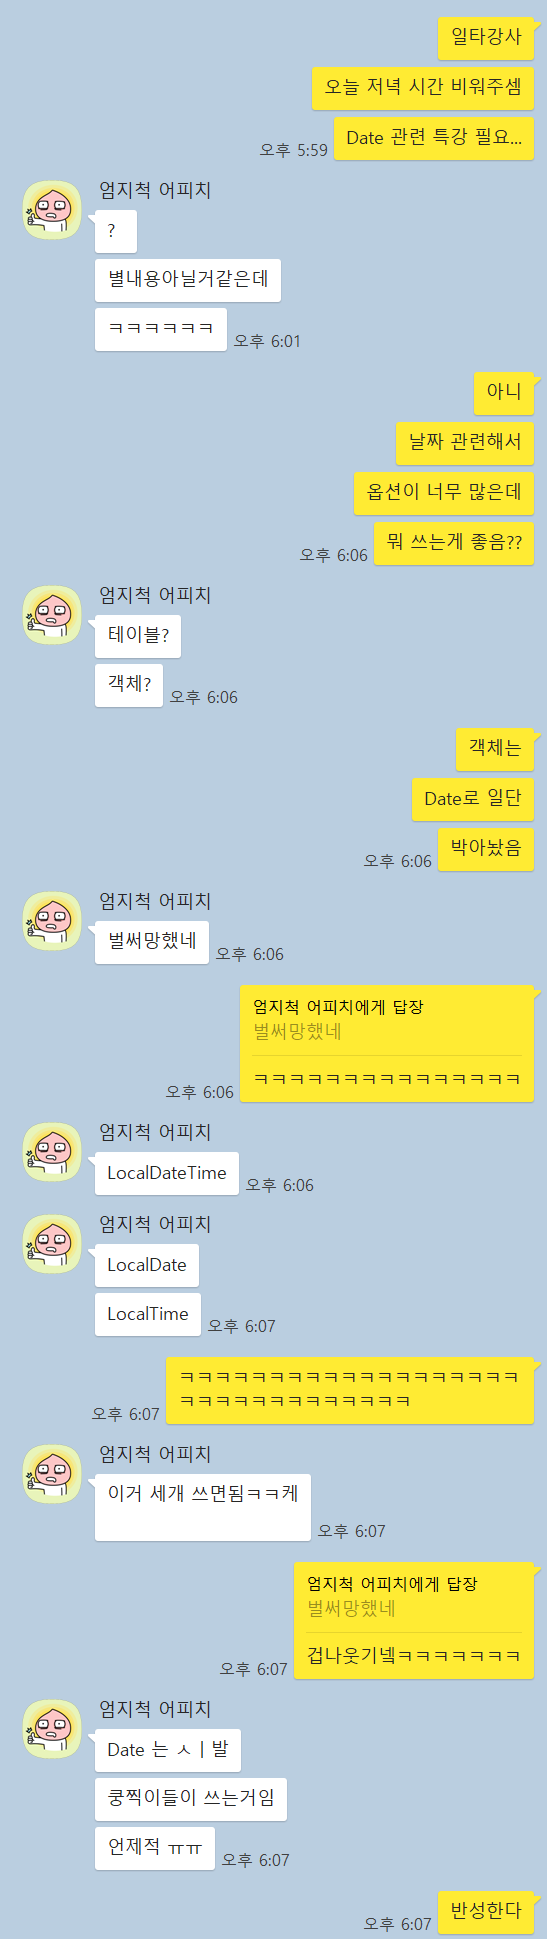 일타강사
오늘 저녁 시간 비워주셈
Date 관련 특강 필요...
오후 5:59
엄지척 어피치
?
별내용아닐거같은데
ㅋㅋㅋㅋㅋㅋ
오후 6:01
아니
날짜 관련해서
옵션이 너무 많은데
뭐 쓰는게 좋음??
오후 6:06
엄지척 어피치
테이블?
객체?
오후 6:06
객체는
Date로 일단
박아놨음
오후 6:06
엄지척 어피치
벌써망했네
오후 6:06
엄지척 어피치에게 답장
벌써망했네
ㅋㅋㅋㅋㅋㅋㅋㅋㅋㅋㅋㅋㅋㅋㅋ
오후 6:06
엄지척 어피치
LocalDateTime
오후 6:06
엄지척 어피치
LocalDate
LocalTime
오후 6:07
ㅋㅋㅋㅋㅋㅋㅋㅋㅋㅋㅋㅋㅋㅋㅋㅋㅋㅋㅋ
ㅋㅋㅋㅋㅋㅋㅋㅋㅋㅋㅋㅋㅋ
오후 6:07
엄지척 어피치
이거 세개 쓰면됨ㅋㅋ케
오후 6:07
엄지척 어피치에게 답장
벌써망했네
겁나웃기넼ㅋㅋㅋㅋㅋㅋㅋ
오후 6:07
엄지척 어피치
Date 는 ㅅㅣ발
쿵찍이들이 쓰는거임
언제적 ㅠㅠ
오후 6:07
반성한다
오후 6:07